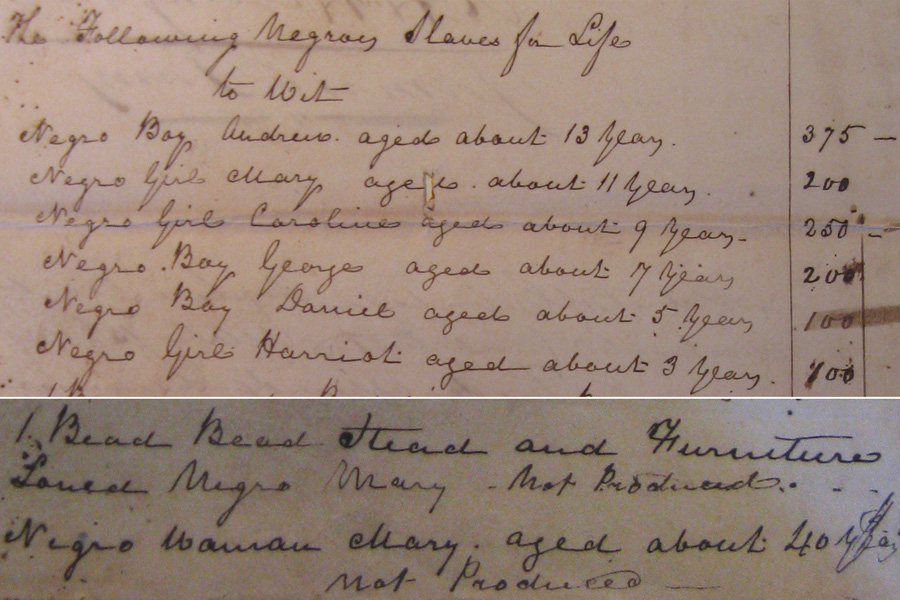 The Following Negroes Slaves for Life
to Wit
Negro Boy Andrew. aged about 13 Years. 375 —
Negro Girl Mary aged. about 11 Years. 200
Negro Girl Caroline aged about 9 Years- 250 -
Negro. Boy George aged about 7 Years 200
Negro Boy Daniel aged about 5 Years 100
Negro Girl Harriot aged about 3 Years. 100
1. Bead Bead Stead and Furniture
Loned Negro Mary - Not Produced. - -
Negro Woman Mary. aged about 40 Years
Not Produced —